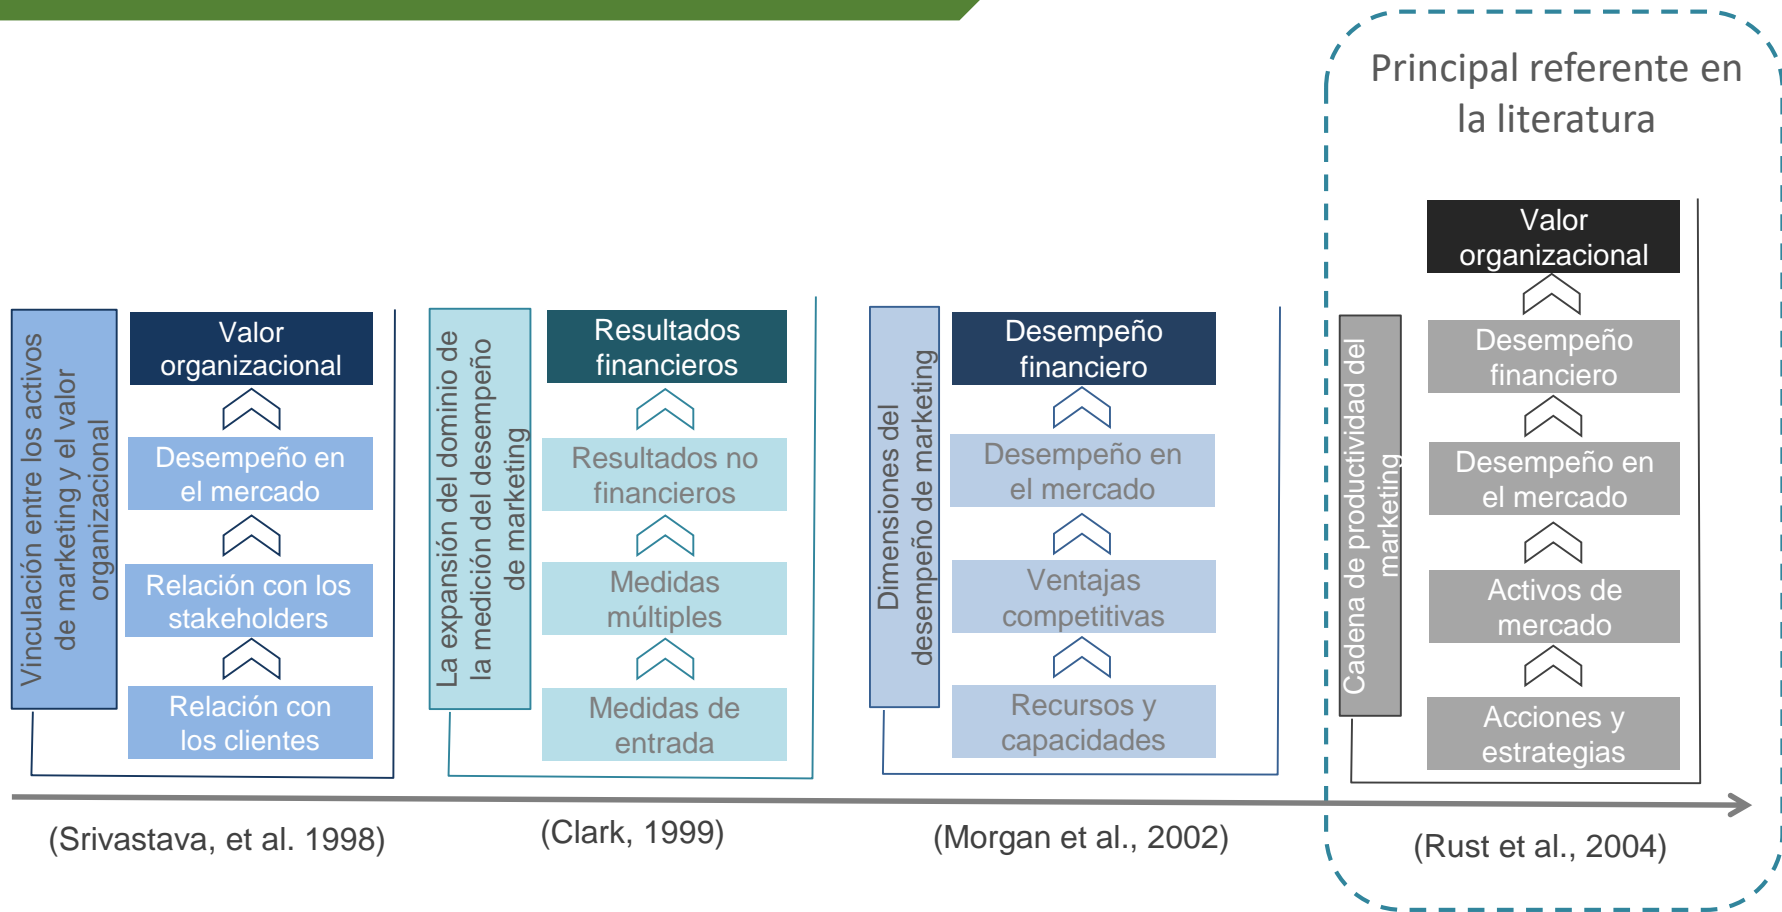 Principal referente en
la literatura
Vinculación entre los activos
de marketing y el valor
organizacional
Valor
organizacional
Desempeño en
el mercado
Relación con los
stakeholders
Relación con
los clientes
La expansión del dominio de
la medición del desempeño
de marketing
Resultados
financieros
Resultados no
financieros
Medidas
múltiples
Medidas de
entrada
Dimensiones del
desempeño de marketing
Desempeño
financiero
Desempeño en
el mercado
Ventajas
competitivas
Recursos y
capacidades
Cadena de productividad del
marketing
Valor
organizacional
Desempeño
financiero
Desempeño en
el mercado
Activos de
mercado
Acciones y
estrategias
(Srivastava, et al. 1998)
(Clark, 1999)
(Morgan et al., 2002)
(Rust et al., 2004)